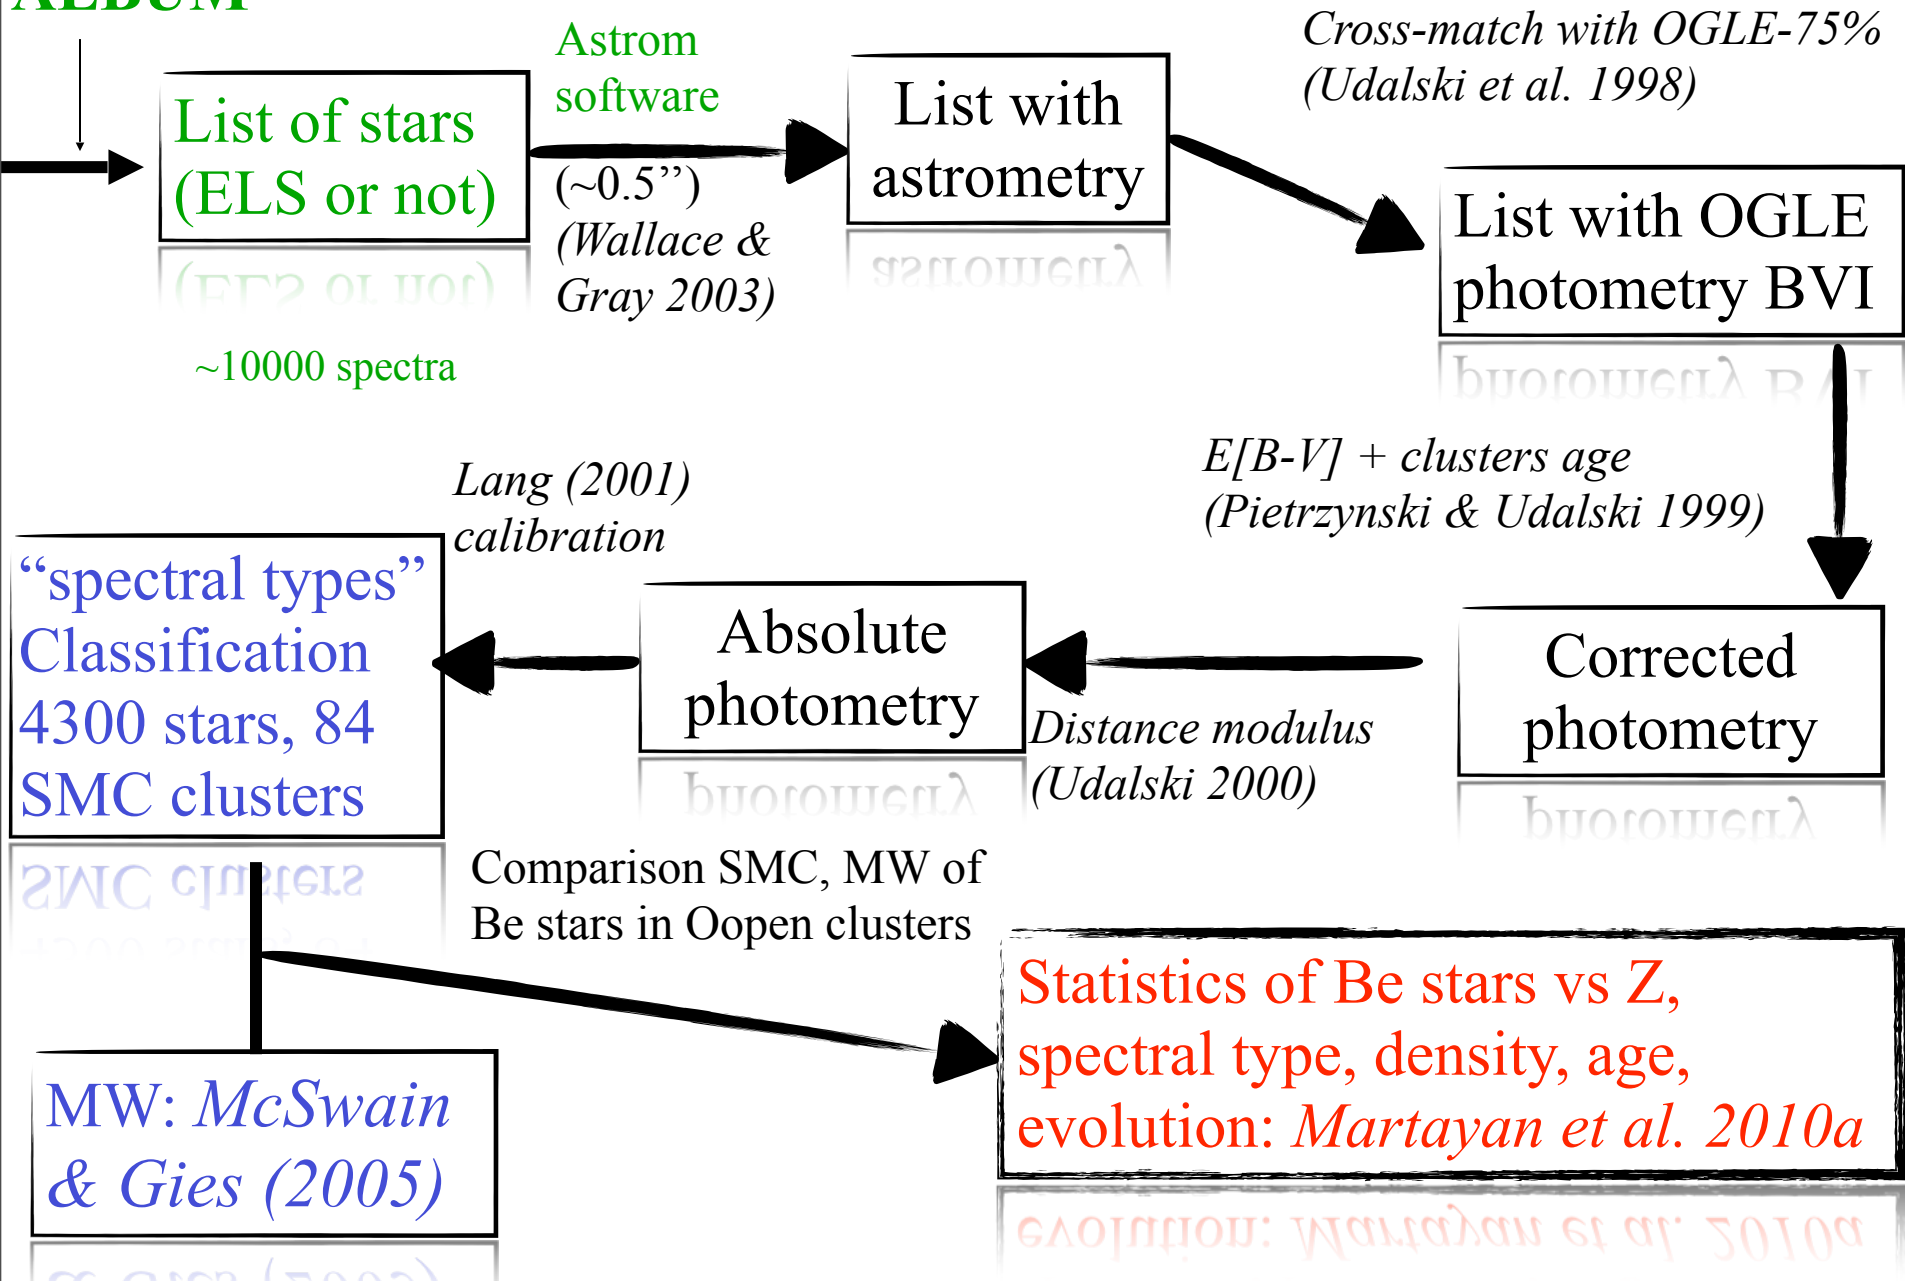 ALBUM
List of stars
(ELS or not)
~10000 spectra
Astrom
software
(~0.5’’)
(Wallace &
Gray 2003)
List with
astrometry
Cross-match with OGLE-75%
(Udalski et al. 1998)
List with OGLE
photometry BVI
E[B-V] + clusters age
(Pietrzynski & Udalski 1999)
Corrected
photometry
Distance modulus
(Udalski 2000)
Absolute
photometry
Lang (2001)
calibration
“spectral types”
Classification
4300 stars, 84
SMC clusters
Comparison SMC, MW of
Be stars in Oopen clusters
MW: McSwain
& Gies (2005)
Statistics of Be stars vs Z,
spectral type, density, age,
evolution: Martayan et al. 2010a